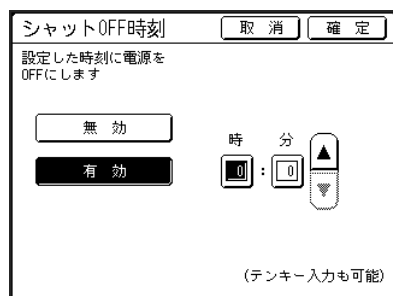 シャットOFF時刻
取 消
確 定
設定した時刻に電源を
OFFにします
無 効
有 効
時 分
0 : 0
(テンキー入力も可能)